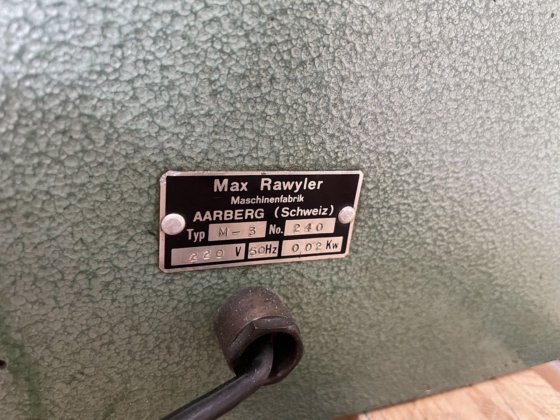 Max Rawyler
Maschinenfabrik
AARBERG (Schweiz)
Typ M-3 No. 240
220 V 50Hz 0,02 Kw